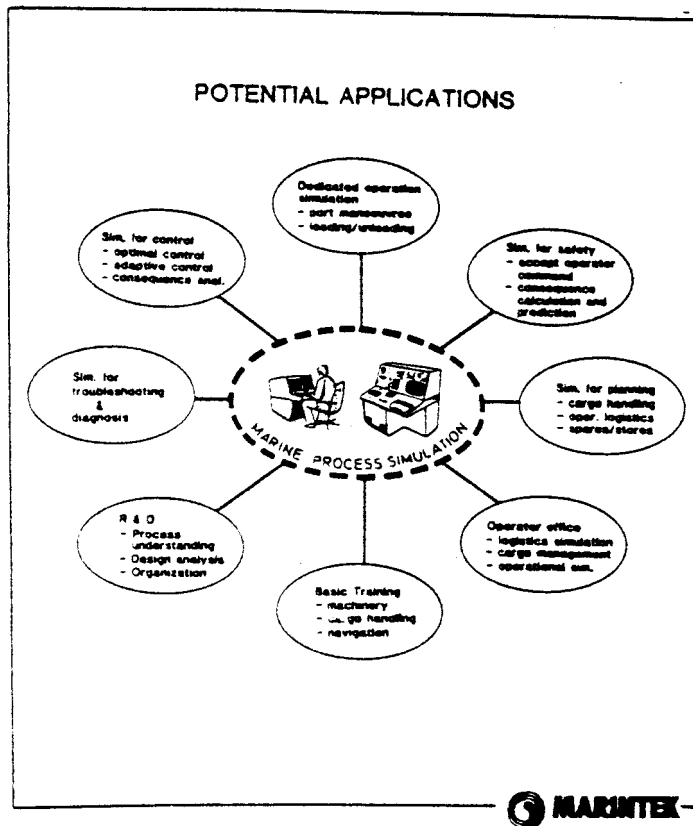 POTENTIAL APPLICATIONS
Dedicated operation
simulation
- port manoeuvres
- loading/unloading
Sim. for control
- optimal control
- adaptive control
- consequence anal.
Sim. for safety
- accept operator
command
- consequence
calculation and
prediction
Sim. for
troubleshooting
&
diagnosis
MARINE PROCESS SIMULATION
Sim. for planning
- cargo handling
- oper. logistics
- spares/stores
R & D
- Process
understanding
- Design analysis
- Organization
Operator office
- logistics simulation
- cargo management
- operational sim.
Basic Training
- machinery
- cargo handling
- navigation
MARINTEK